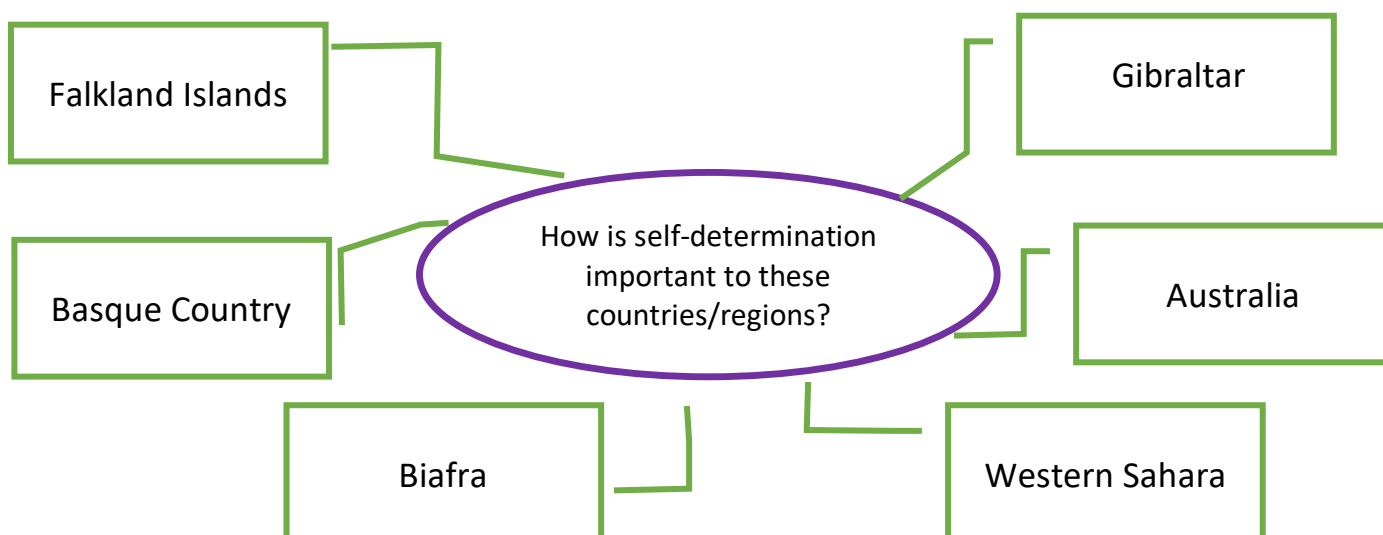 Falkland Islands
Gibraltar
How is self-determination
important to these
countries/regions?
Basque Country
Australia
Biafra
Western Sahara